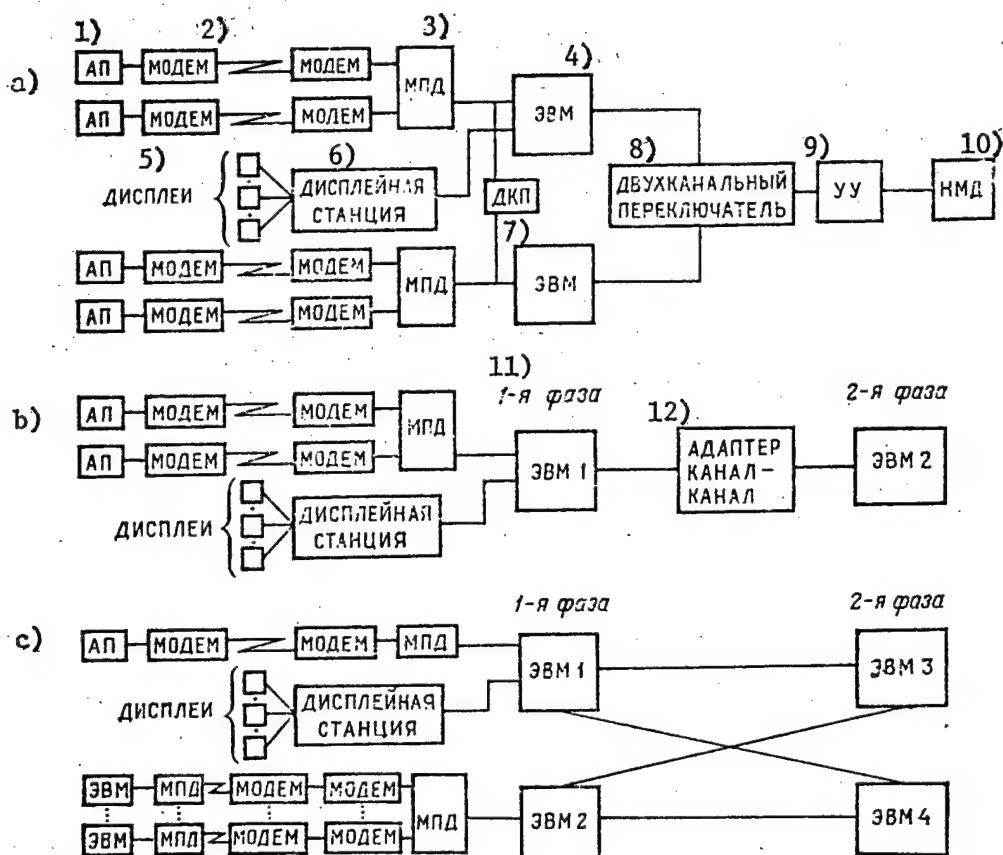 1) 2) 3)
a) АП МОДЕМ МОДЕМ МПД 4) ЭВМ
АП МОДЕМ МОДЕМ
5) 6) 8) 9) 10)
ДИСПЛЕИ ДИСПЛЕЙНАЯ
СТАНЦИЯ
ДКП
ДВУХКАНАЛЬНЫЙ
ПЕРЕКЛЮЧАТЕЛЬ
УУ НМД
7)
АП МОДЕМ МОДЕМ МПД ЭВМ
АП МОДЕМ МОДЕМ
11)
1-я фаза 2-я фаза
b) АП МОДЕМ МОДЕМ МПД 12)
АП МОДЕМ МОДЕМ ЭВМ 1
АДАПТЕР
КАНАЛ–
КАНАЛ
ЭВМ 2
ДИСПЛЕИ ДИСПЛЕЙНАЯ
СТАНЦИЯ
1-я фаза 2-я фаза
c) АП МОДЕМ МОДЕМ МПД ЭВМ 1 ЭВМ 3
ДИСПЛЕИ ДИСПЛЕЙНАЯ
СТАНЦИЯ
ЭВМ МПД МОДЕМ МОДЕМ МПД ЭВМ 2 ЭВМ 4
ЭВМ МПД МОДЕМ МОДЕМ